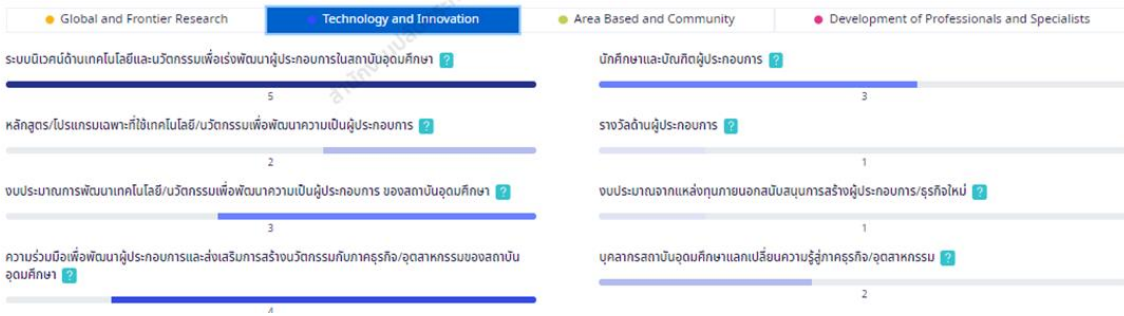 Global and Frontier Research
Technology and Innovation
Area Based and Community
Development of Professionals and Specialists
ระบบนิเวศน์ด้านเทคโนโลยีและนวัตกรรมเพื่อเร่งพัฒนาผู้ประกอบการในสถาบันอุดมศึกษา ?
5
หลักสูตร/โปรแกรมเฉพาะที่ใช้เทคโนโลยี/นวัตกรรมเพื่อพัฒนาความเป็นผู้ประกอบการ ?
2
งบประมาณการพัฒนาเทคโนโลยี/นวัตกรรมเพื่อพัฒนาความเป็นผู้ประกอบการ ของสถาบันอุดมศึกษา ?
3
ความร่วมมือเพื่อพัฒนาผู้ประกอบการและส่งเสริมการสร้างนวัตกรรมกับภาคธุรกิจ/อุตสาหกรรมของสถาบัน
อุดมศึกษา ?
4
นักศึกษาและบัณฑิตผู้ประกอบการ ?
3
รางวัลด้านผู้ประกอบการ ?
1
งบประมาณจากแหล่งทุนภายนอกสนับสนุนการสร้างผู้ประกอบการ/ธุรกิจใหม่ ?
1
บุคลากรสถาบันอุดมศึกษาแลกเปลี่ยนความรู้สู่ภาคธุรกิจ/อุตสาหกรรม ?
2